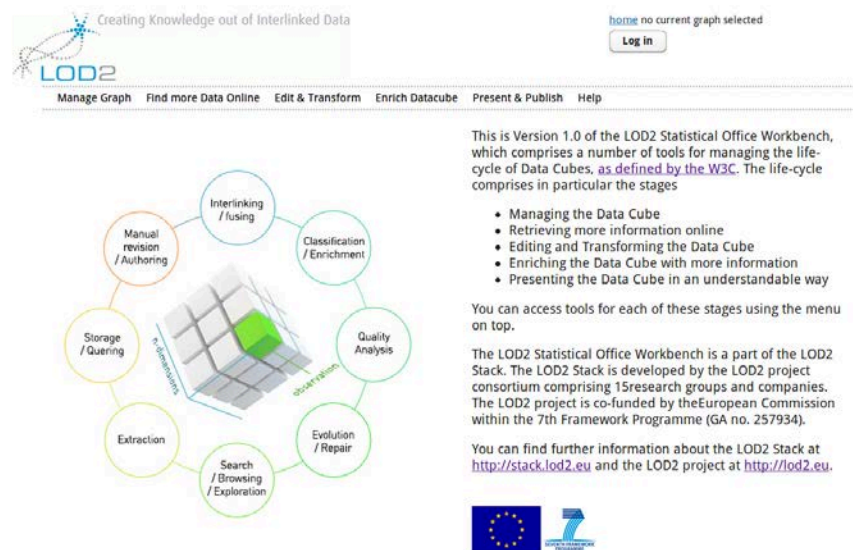 Creating Knowledge out of Interlinked Data
LOD2
home no current graph selected
Log in
Manage Graph Find more Data Online Edit & Transform Enrich Datacube Present & Publish Help
Interlinking
/ fusing
Classification
/ Enrichment
Quality
Analysis
Evolution
/ Repair
Search
/ Browsing
/ Exploration
Extraction
Storage
/ Quering
Manual
revision
/ Authoring
n-dimensions
observation
This is Version 1.0 of the LOD2 Statistical Office Workbench,
which comprises a number of tools for managing the life-
cycle of Data Cubes, as defined by the W3C. The life-cycle
comprises in particular the stages
• Managing the Data Cube
• Retrieving more information online
• Editing and Transforming the Data Cube
• Enriching the Data Cube with more information
• Presenting the Data Cube in an understandable way
You can access tools for each of these stages using the menu
on top.
The LOD2 Statistical Office Workbench is a part of the LOD2
Stack. The LOD2 Stack is developed by the LOD2 project
consortium comprising 15research groups and companies.
The LOD2 project is co-funded by theEuropean Commission
within the 7th Framework Programme (GA no. 257934).
You can find further information about the LOD2 Stack at
http://stack.lod2.eu and the LOD2 project at http://lod2.eu.
7
SEVENTH FRAMEWORK
PROGRAMME